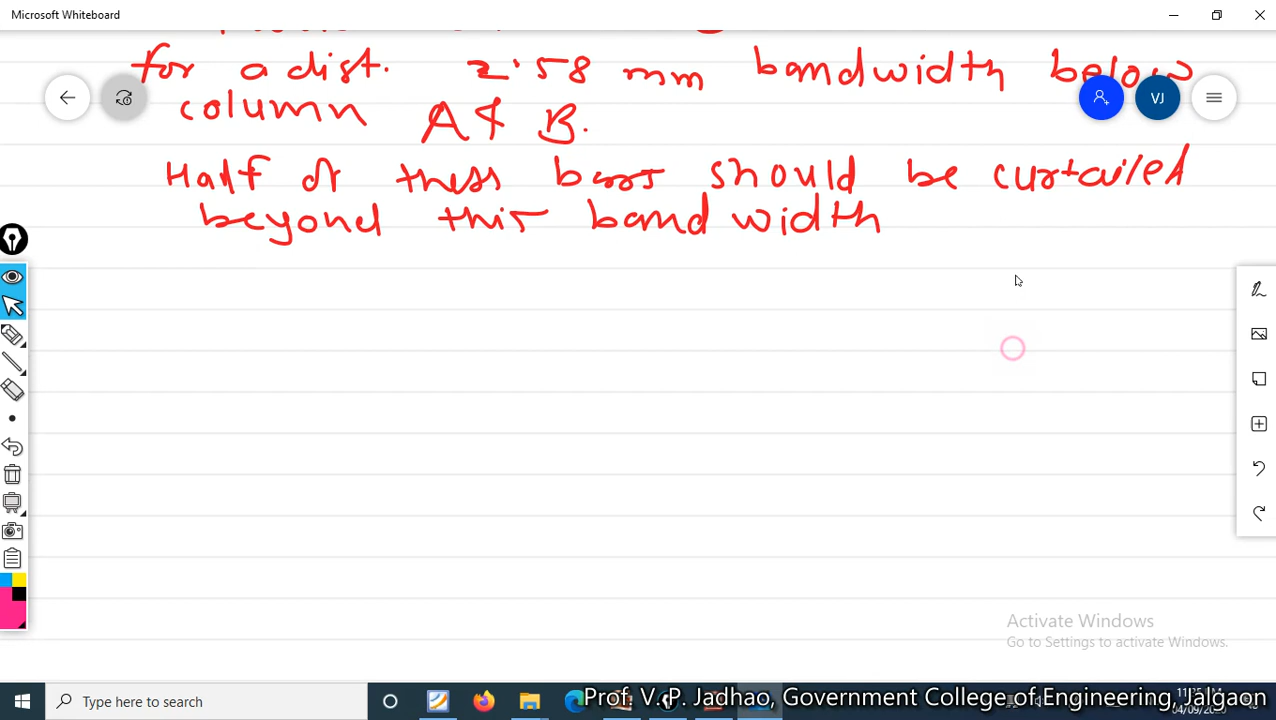 Microsoft Whiteboard
for a dist. 2.58 mm bandwidth below
VJ
column A & B.
Half of thess bars should be curtailed
beyond this band width
Activate Windows
Go to Settings to activate Windows.
Type here to search
Prof. V. P. Jadhao, Government College of Engineering, Jalgaon